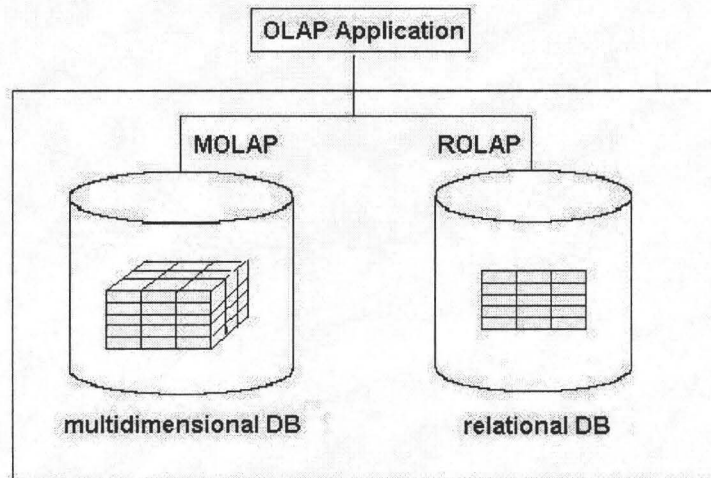 OLAP Application
MOLAP
ROLAP
multidimensional DB
relational DB